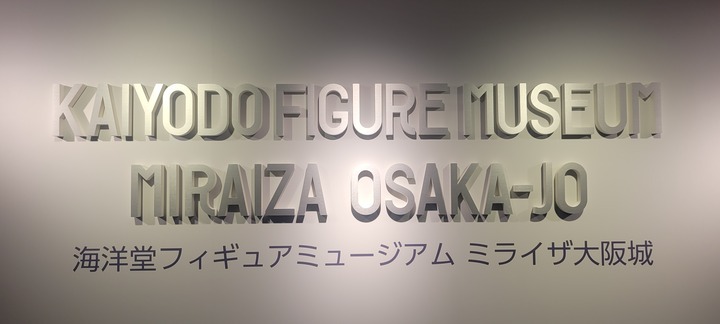 KAIYODO FIGURE MUSEUM
MIRAIZA OSAKA-JO
海洋堂フィギュアミュージアム ミライザ大阪城